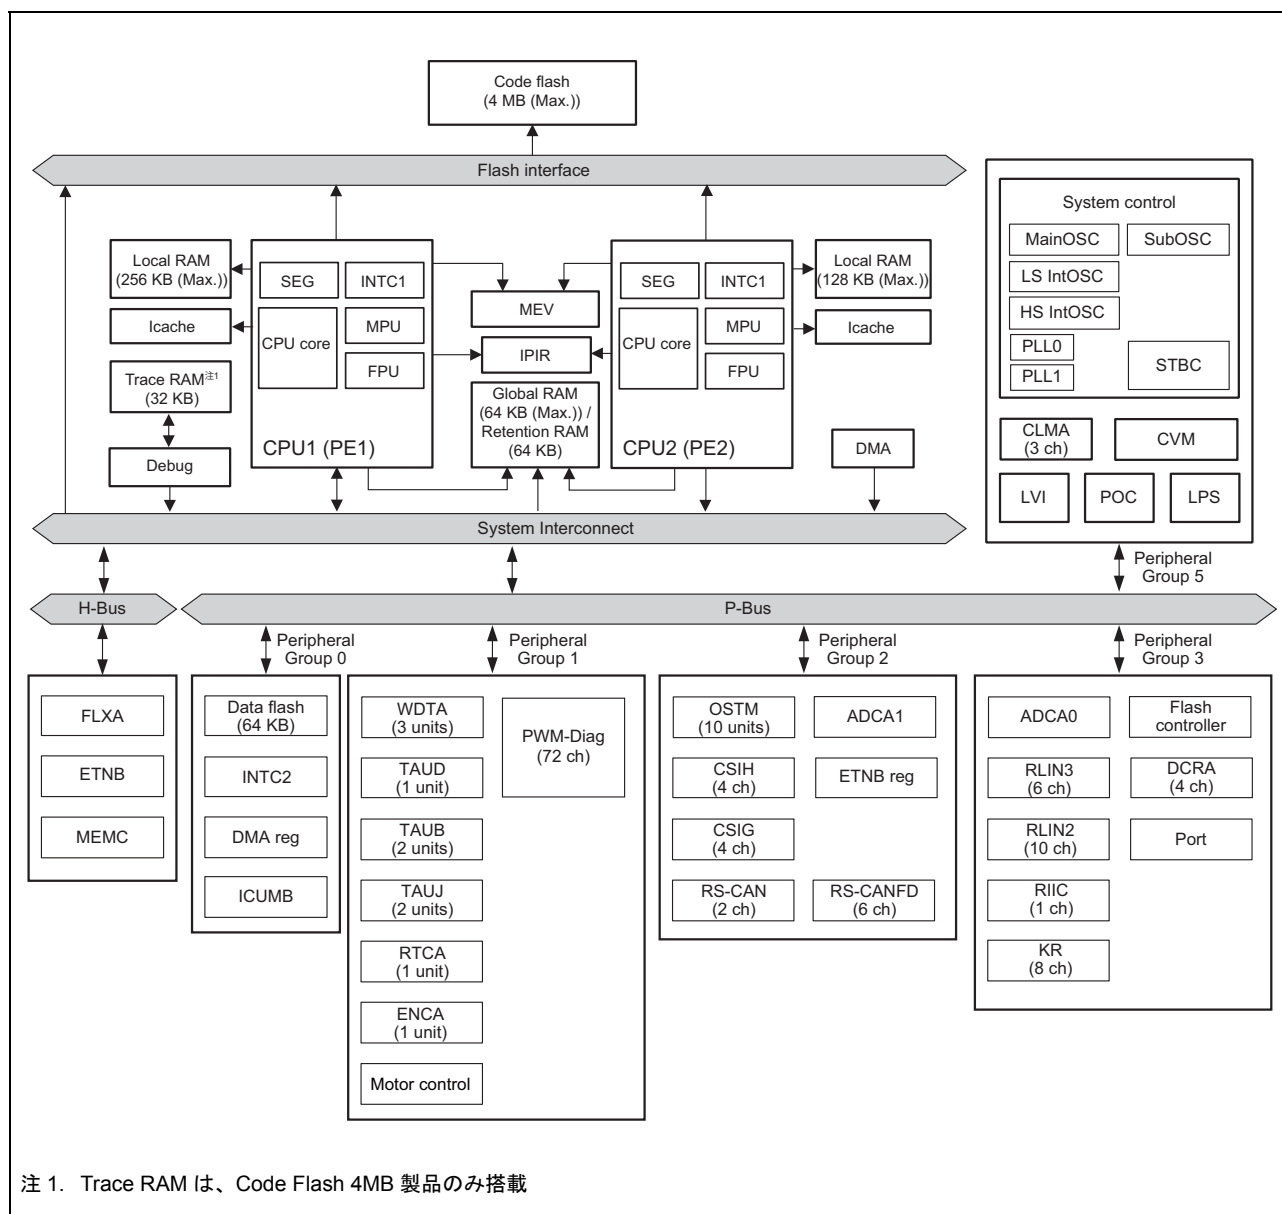 Code flash
(4 MB (Max.))
Flash interface
Local RAM
(256 KB (Max.))
Icache
Trace RAM注1
(32 KB)
Debug
SEG
INTC1
CPU core
MPU
FPU
CPU1 (PE1)
MEV
IPIR
Global RAM
(64 KB (Max.)) /
Retention RAM
(64 KB)
SEG
INTC1
CPU core
MPU
FPU
CPU2 (PE2)
Local RAM
(128 KB (Max.))
Icache
DMA
System control
MainOSC
SubOSC
LS IntOSC
HS IntOSC
PLL0
PLL1
STBC
CLMA
(3 ch)
CVM
LVI
POC
LPS
System Interconnect
Peripheral
Group 5
H-Bus
P-Bus
Peripheral
Group 0
Peripheral
Group 1
Peripheral
Group 2
Peripheral
Group 3
FLXA
ETNB
MEMC
Data flash
(64 KB)
INTC2
DMA reg
ICUMB
WDTA
(3 units)
PWM-Diag
(72 ch)
TAUD
(1 unit)
TAUB
(2 units)
TAUJ
(2 units)
RTCA
(1 unit)
ENCA
(1 unit)
Motor control
OSTM
(10 units)
ADCA1
CSIH
(4 ch)
ETNB reg
CSIG
(4 ch)
RS-CAN
(2 ch)
RS-CANFD
(6 ch)
ADCA0
Flash
controller
RLIN3
(6 ch)
DCRA
(4 ch)
RLIN2
(10 ch)
Port
RIIC
(1 ch)
KR
(8 ch)
注 1. Trace RAM は、Code Flash 4MB 製品のみ搭載